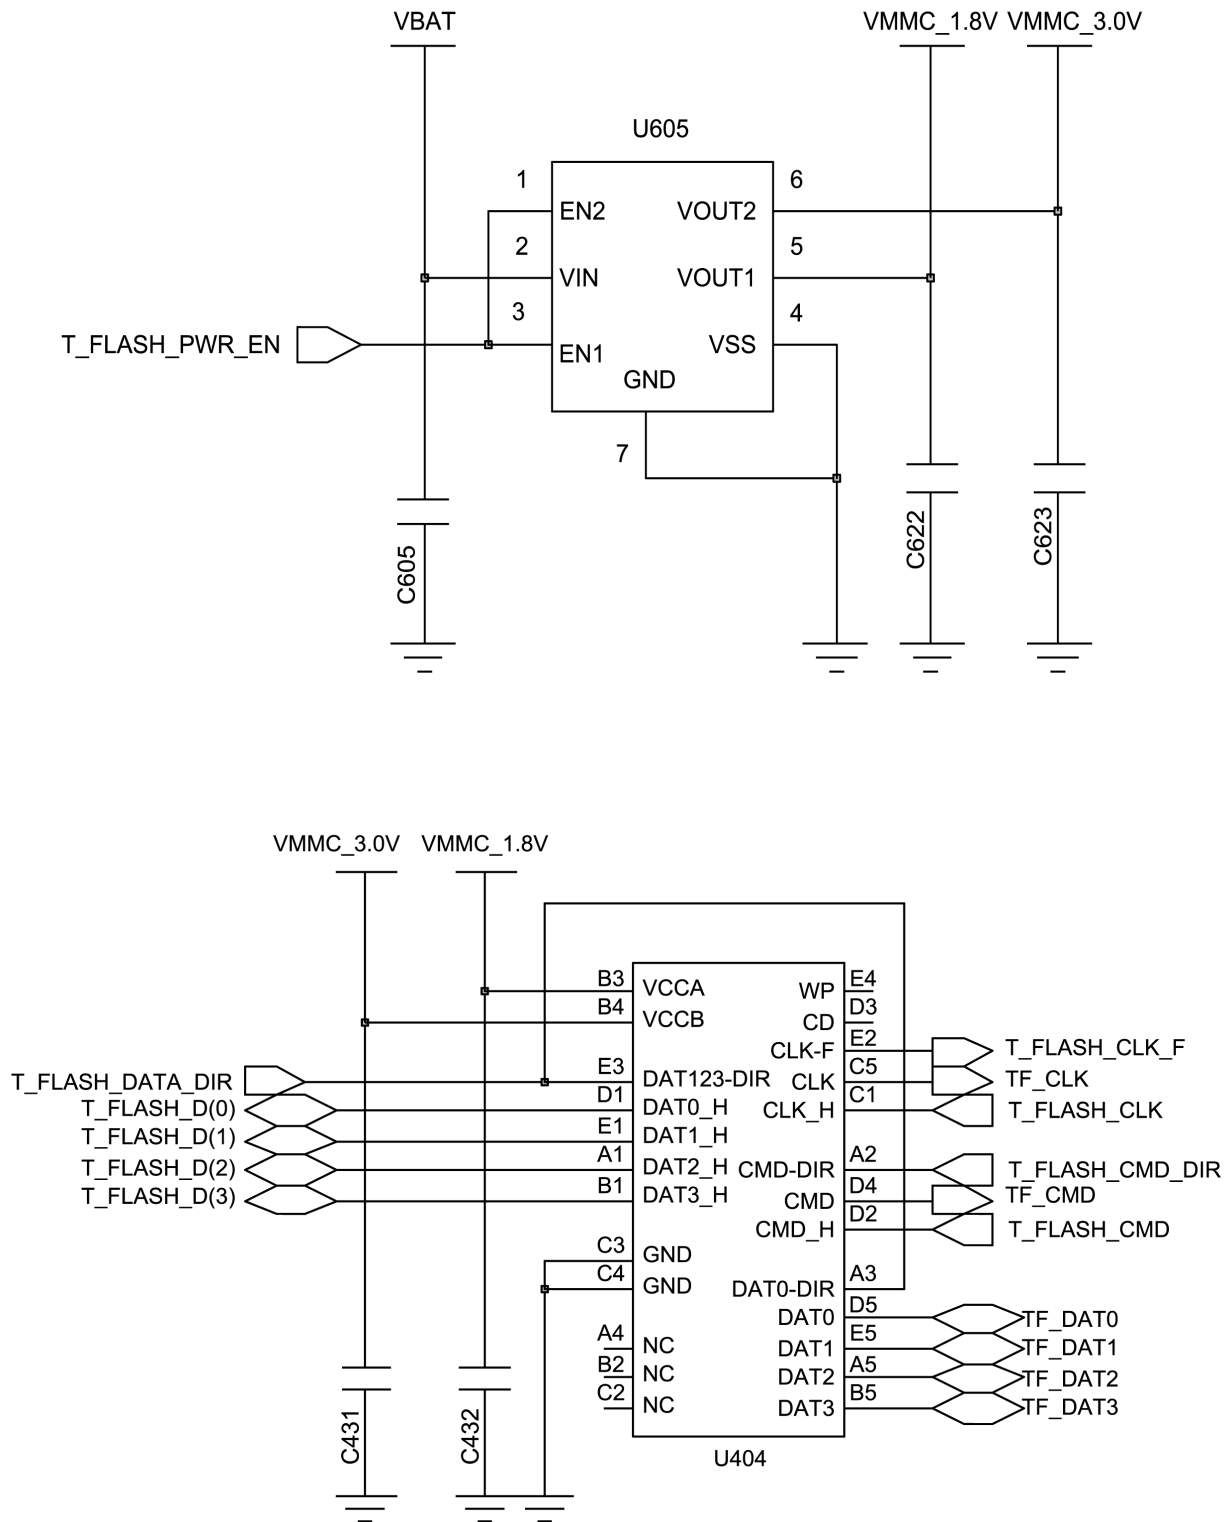 VBAT
VMMC_1.8V VMMC_3.0V
U605
1
6
EN2
VOUT2
2
5
VIN
VOUT1
3
4
T_FLASH_PWR_EN
EN1
VSS
GND
7
C605
C622
C623
VMMC_3.0V VMMC_1.8V
B3
VCCA
WP
E4
B4
VCCB
CD
D3
CLK-F
E2
T_FLASH_CLK_F
T_FLASH_DATA_DIR
E3
DAT123-DIR
CLK
C5
TF_CLK
T_FLASH_D(0)
D1
DAT0_H
CLK_H
C1
T_FLASH_CLK
T_FLASH_D(1)
E1
DAT1_H
T_FLASH_D(2)
A1
DAT2_H
CMD-DIR
A2
T_FLASH_CMD_DIR
T_FLASH_D(3)
B1
DAT3_H
CMD
D4
TF_CMD
CMD_H
D2
T_FLASH_CMD
C3
GND
C4
GND
DAT0-DIR
A3
DAT0
D5
TF_DAT0
A4
NC
DAT1
E5
TF_DAT1
B2
NC
DAT2
A5
TF_DAT2
C2
NC
DAT3
B5
TF_DAT3
C431
C432
U404